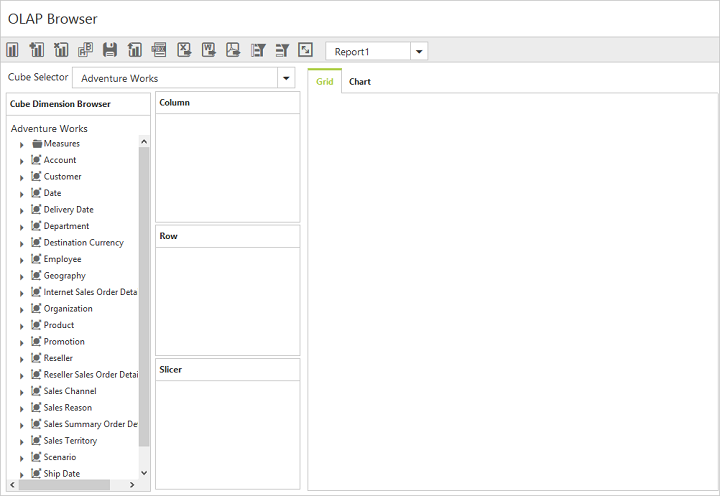 OLAP Browser
Report1
Cube Selector
Adventure Works
Grid
Chart
Cube Dimension Browser
Adventure Works
Measures
Account
Customer
Date
Delivery Date
Department
Destination Currency
Employee
Geography
Internet Sales Order Deta
Organization
Product
Promotion
Reseller
Reseller Sales Order Detai
Sales Channel
Sales Reason
Sales Summary Order De
Sales Territory
Scenario
Ship Date
Column
Row
Slicer